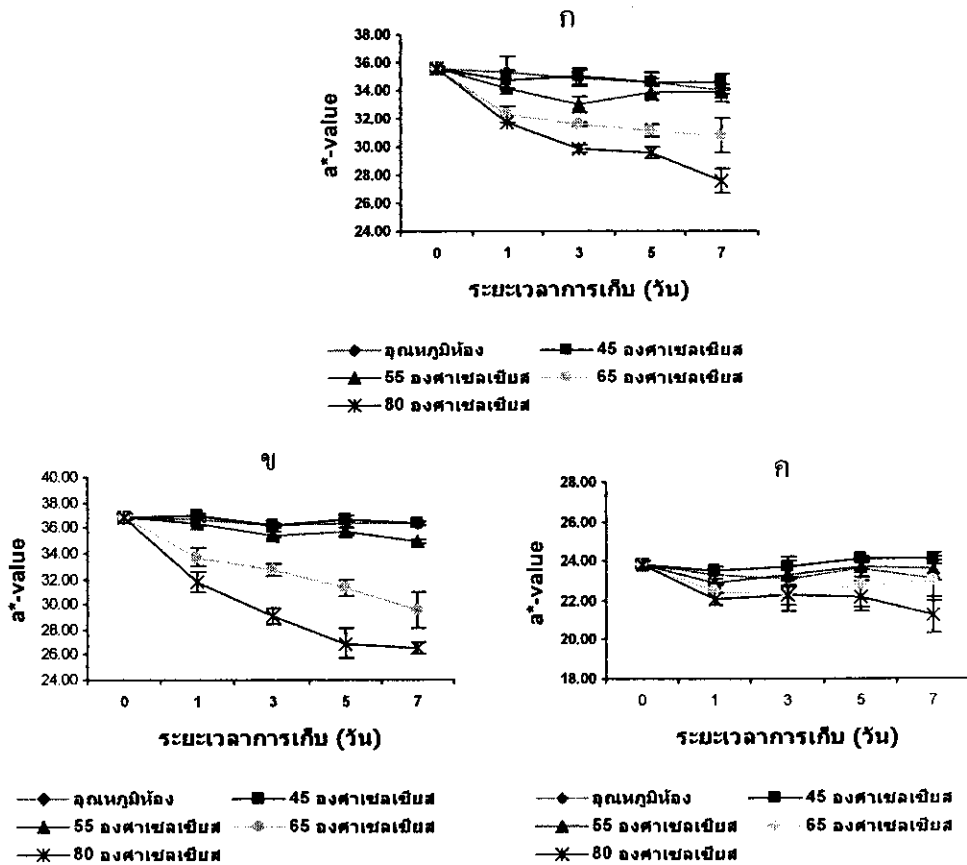 ก
38.00
36.00
34.00
32.00
30.00
28.00
26.00
24.00
a*-value
0 1 3 5 7
ระยะเวลาการเก็บ (วัน)
อุณหภูมิห้อง 45 องศาเซลเซียส
55 องศาเซลเซียส 65 องศาเซลเซียส
80 องศาเซลเซียส
ข
40.00
38.00
36.00
34.00
32.00
30.00
28.00
26.00
24.00
a*-value
0 1 3 5 7
ระยะเวลาการเก็บ (วัน)
อุณหภูมิห้อง 45 องศาเซลเซียส
55 องศาเซลเซียส 65 องศาเซลเซียส
80 องศาเซลเซียส
ค
28.00
26.00
24.00
22.00
20.00
18.00
a*-value
0 1 3 5 7
ระยะเวลาการเก็บ (วัน)
อุณหภูมิห้อง 45 องศาเซลเซียส
55 องศาเซลเซียส 65 องศาเซลเซียส
80 องศาเซลเซียส